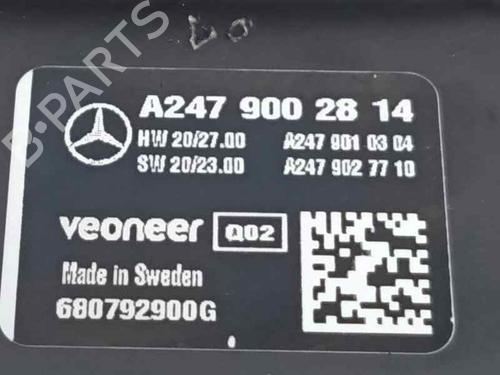 B-PARTS
A247 900 28 14
HW 20/27.00 A247 901 03 04
SW 20/23.00 A247 902 77 10
veoneer Q02
Made in Sweden
680792900G